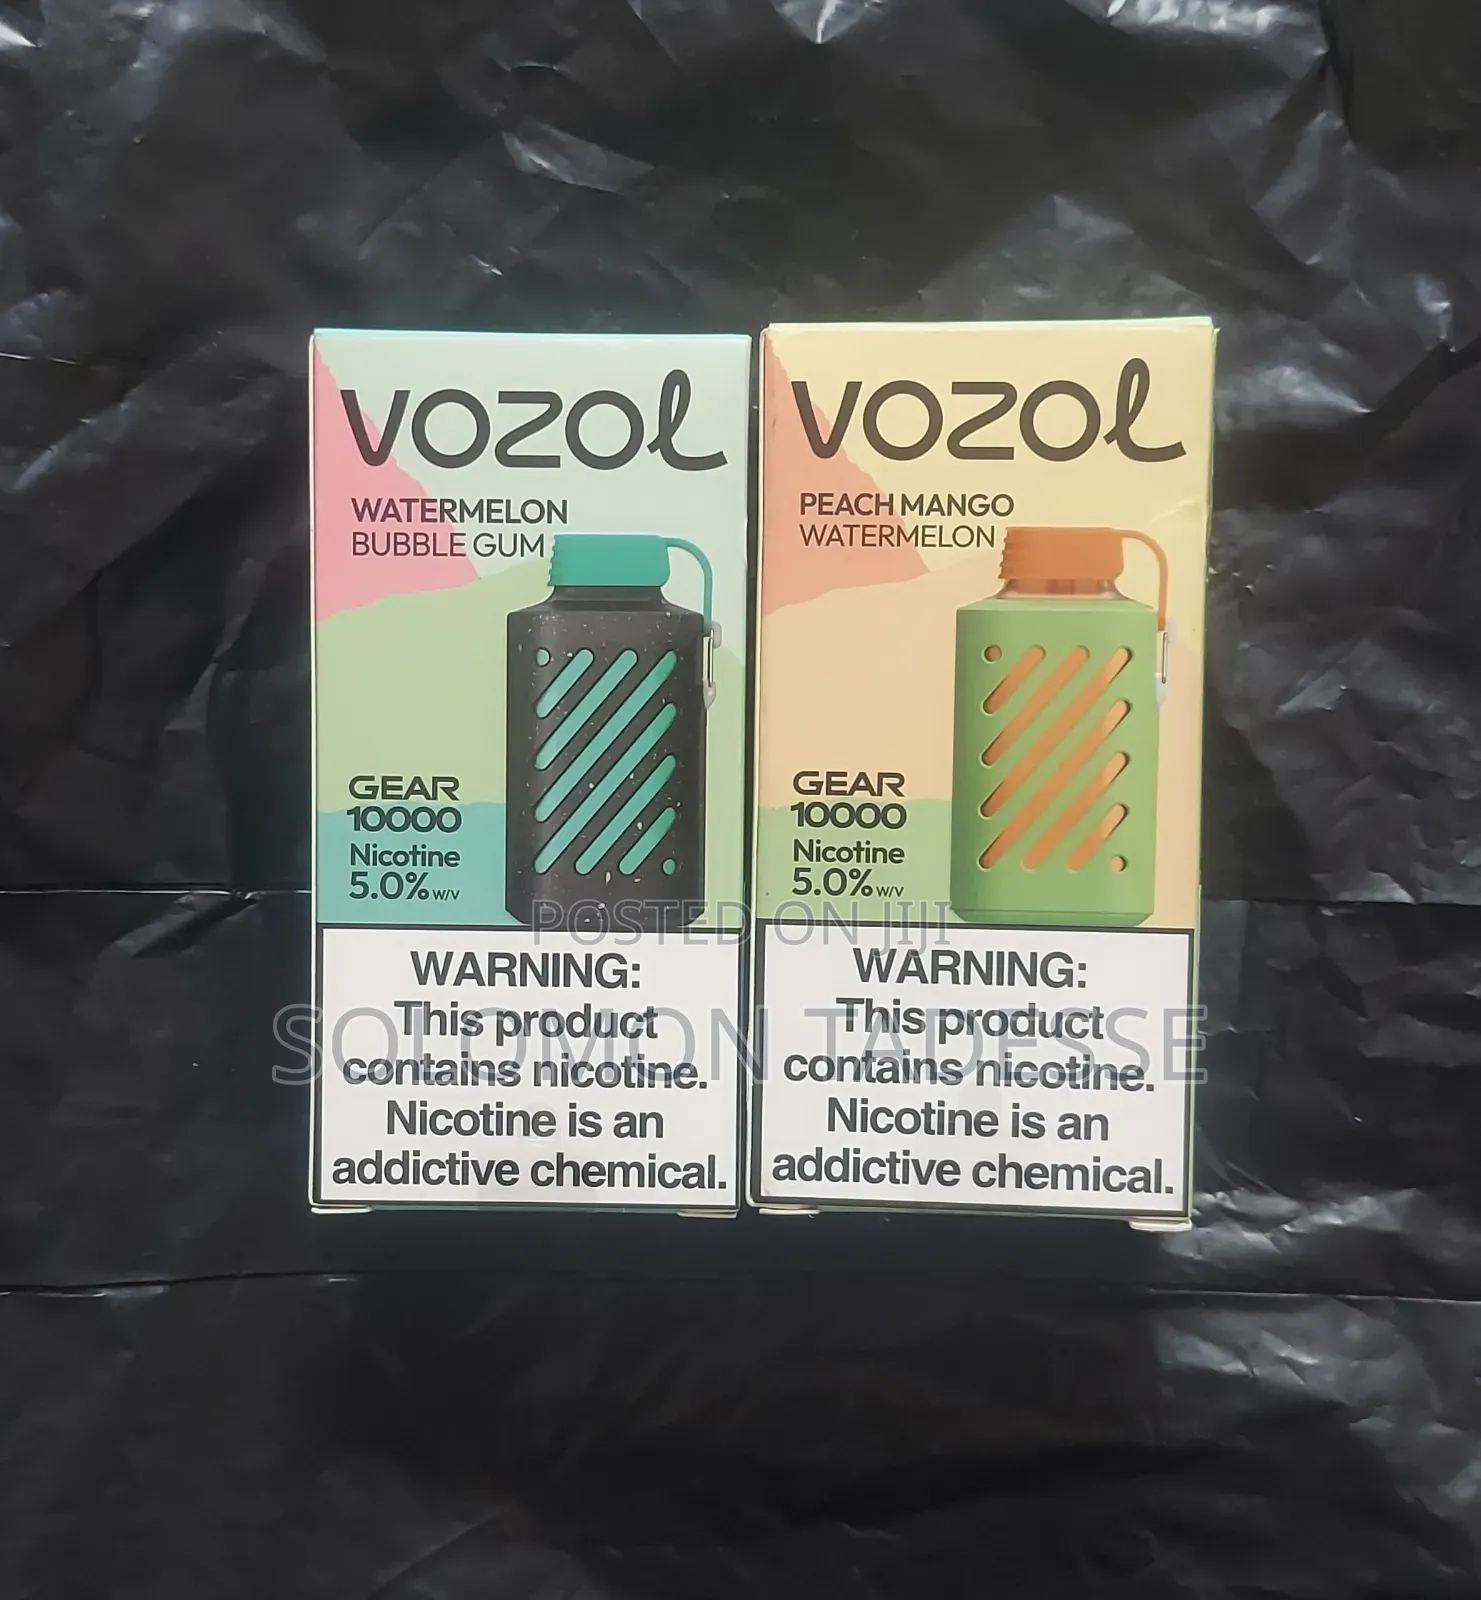 VOZOL
WATERMELON
BUBBLE GUM
GEAR
10000
Nicotine
5.0% W/V
WARNING:
This product
contains nicotine.
Nicotine is an
addictive chemical.
VOZOL
PEACH MANGO
WATERMELON
GEAR
10000
Nicotine
5.0% W/V
WARNING:
This product
contains nicotine.
Nicotine is an
addictive chemical.
POSTED ON JIJI
SOLOMON TADESSE